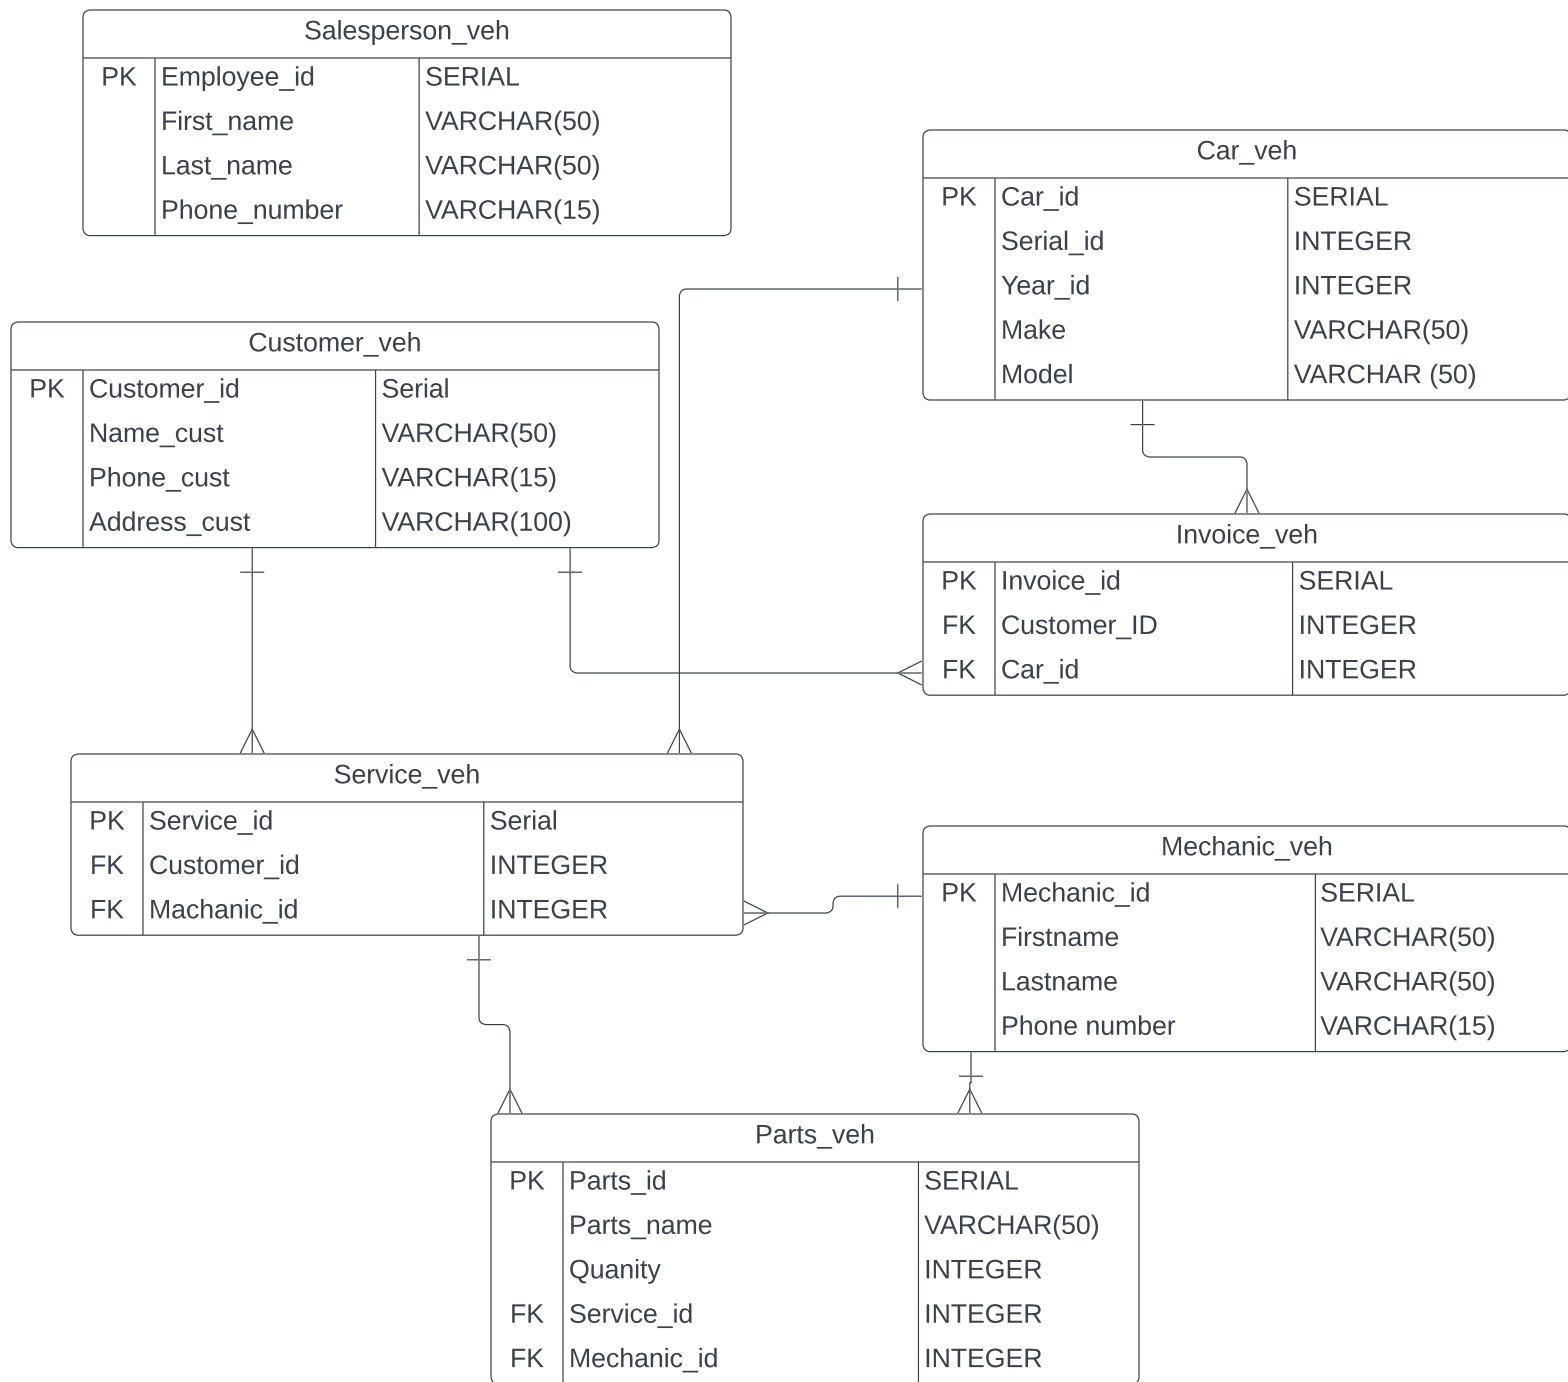 Salesperson_veh
PK Employee_id SERIAL
First_name VARCHAR(50)
Last_name VARCHAR(50)
Phone_number VARCHAR(15)
Car_veh
PK Car_id SERIAL
Serial_id INTEGER
Year_id INTEGER
Make VARCHAR(50)
Model VARCHAR (50)
Customer_veh
PK Customer_id Serial
Name_cust VARCHAR(50)
Phone_cust VARCHAR(15)
Address_cust VARCHAR(100)
Invoice_veh
PK Invoice_id SERIAL
FK Customer_ID INTEGER
FK Car_id INTEGER
Service_veh
PK Service_id Serial
FK Customer_id INTEGER
FK Machanic_id INTEGER
Mechanic_veh
PK Mechanic_id SERIAL
Firstname VARCHAR(50)
Lastname VARCHAR(50)
Phone number VARCHAR(15)
Parts_veh
PK Parts_id SERIAL
Parts_name VARCHAR(50)
Quanity INTEGER
FK Service_id INTEGER
FK Mechanic_id INTEGER